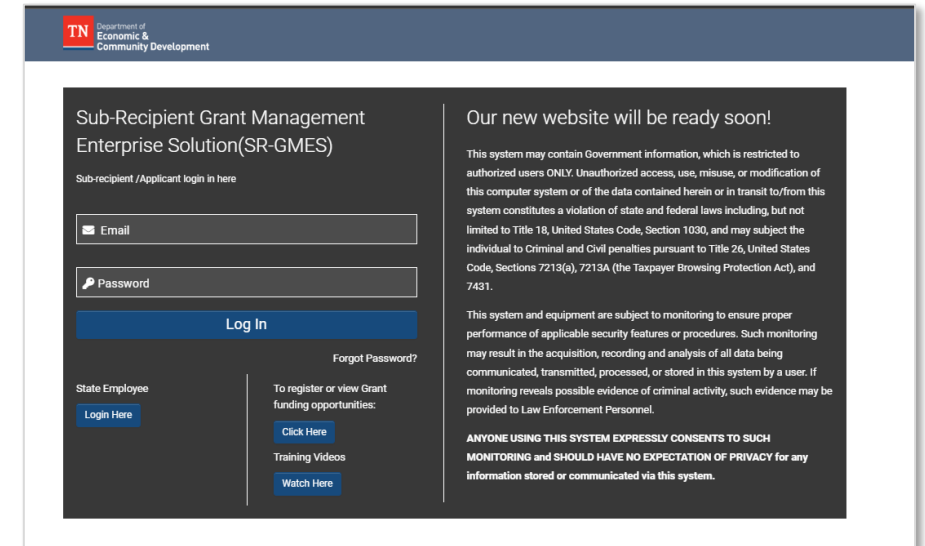 TN
Department of
Economic &
Community Development
Sub-Recipient Grant Management
Enterprise Solution(SR-GMES)
Sub-recipient /Applicant login in here
Email
Password
Log In
Forgot Password?
State Employee
Login Here
To register or view Grant
funding opportunities:
Click Here
Training Videos
Watch Here
Our new website will be ready soon!
This system may contain Government information, which is restricted to
authorized users ONLY. Unauthorized access, use, misuse, or modification of
this computer system or of the data contained herein or in transit to/from this
system constitutes a violation of state and federal laws including, but not
limited to Title 18, United States Code, Section 1030, and may subject the
individual to Criminal and Civil penalties pursuant to Title 26, United States
Code, Sections 7213(a), 7213A (the Taxpayer Browsing Protection Act), and
7431.
This system and equipment are subject to monitoring to ensure proper
performance of applicable security features or procedures. Such monitoring
may result in the acquisition, recording and analysis of all data being
communicated, transmitted, processed, or stored in this system by a user. If
monitoring reveals possible evidence of criminal activity, such evidence may be
provided to Law Enforcement Personnel.
ANYONE USING THIS SYSTEM EXPRESSLY CONSENTS TO SUCH
MONITORING and SHOULD HAVE NO EXPECTATION OF PRIVACY for any
information stored or communicated via this system.